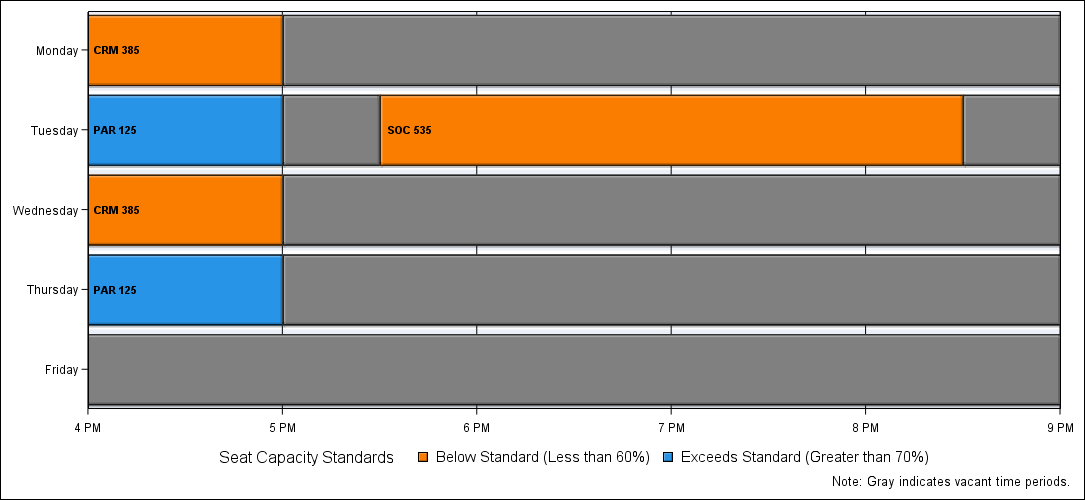 Monday
CRM 385
Tuesday
PAR 125
SOC 535
Wednesday
CRM 385
Thursday
PAR 125
Friday
4 PM 5 PM 6 PM 7 PM 8 PM 9 PM
Seat Capacity Standards Below Standard (Less than 60%) Exceeds Standard (Greater than 70%)
Note: Gray indicates vacant time periods.